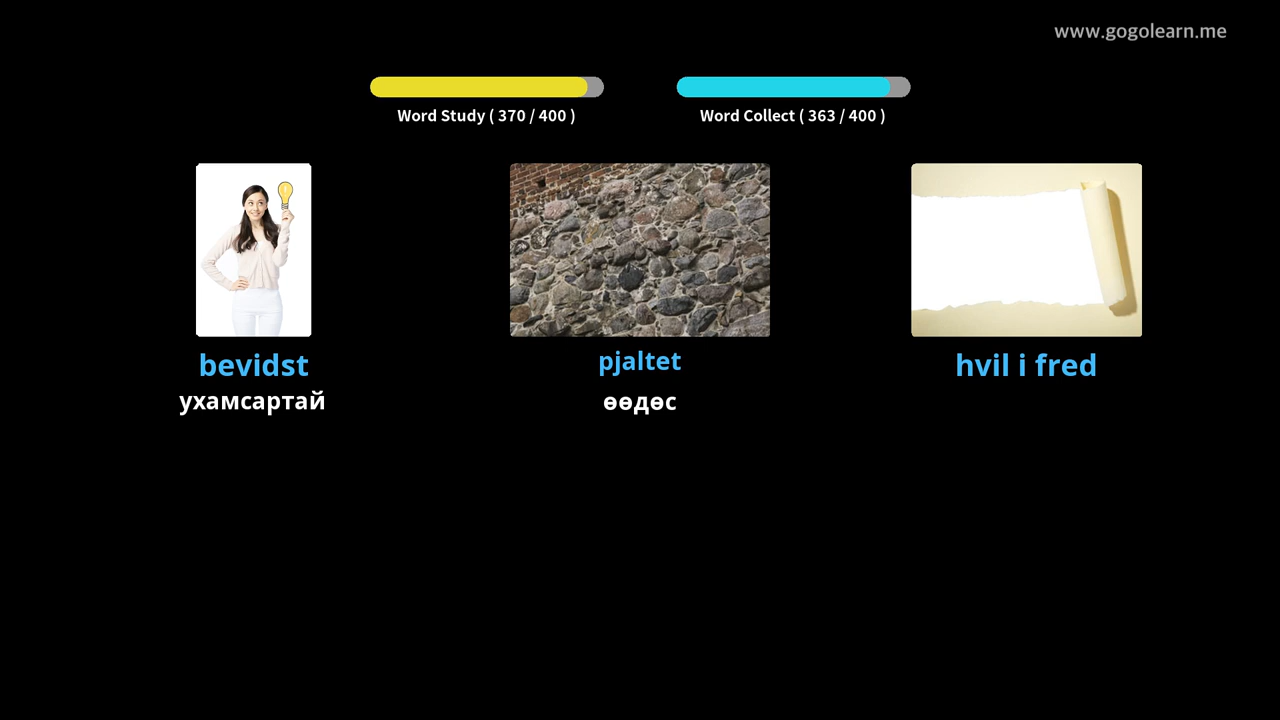 www.gogolearn.me
Word Study ( 370 / 400 )
Word Collect ( 363 / 400 )
bevidst
ухамсартай
pjaltet
өөдөс
hvil i fred